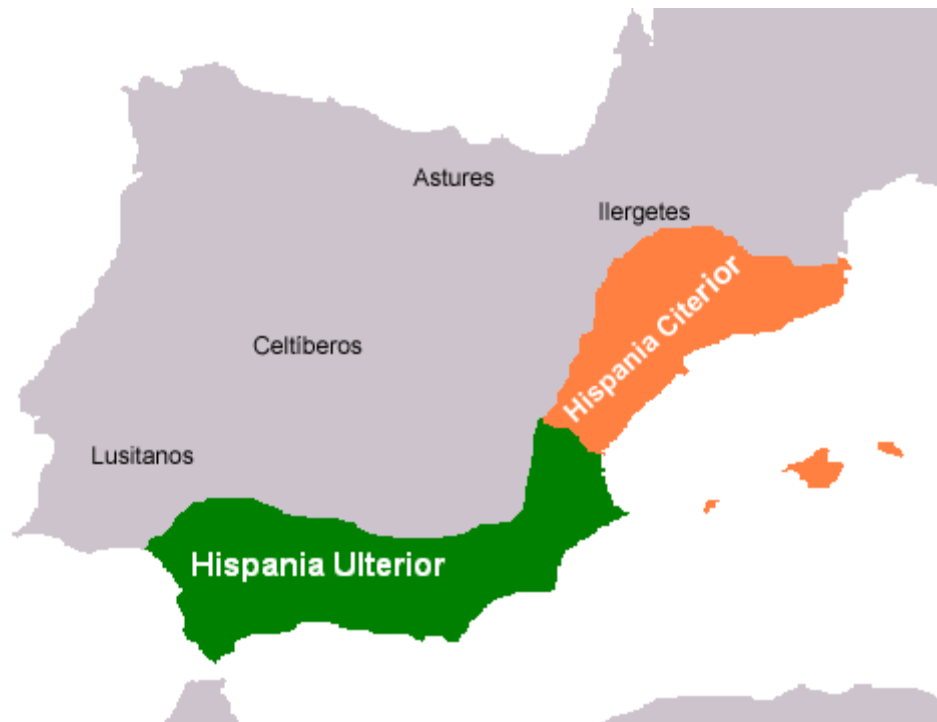 Astures
Ilergetes
Hispania Citerior
Celtíberos
Lusitanos
Hispania Ulterior